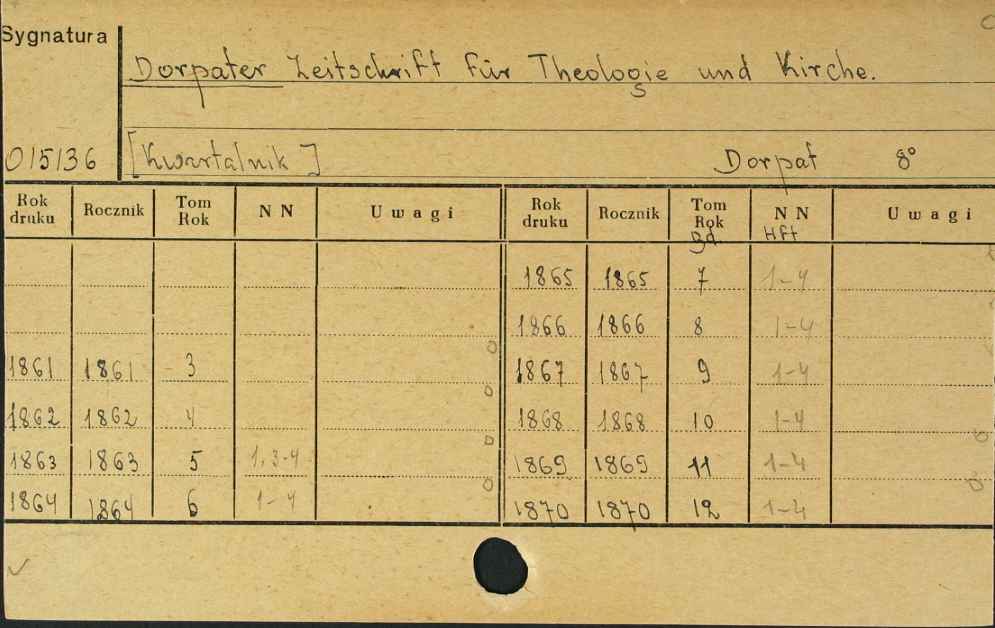 Sygnatura
Dorpater Zeitschrift für Theologie und Kirche.
015136 [Kwartalnik] Dorpat 8°
Rok druku Rocznik Tom Rok N N Uwagi Rok druku Rocznik Tom Rok N N Uwagi
Bd Hft
1865 1865 7 1-4
1866 1866 8 1-4
1861 1861 3 1867 1867 9 1-4
1862 1862 4 1868 1868 10 1-4
1863 1863 5 1,3-4 1869 1869 11 1-4
1864 1864 6 1-4 1870 1870 12 1-4